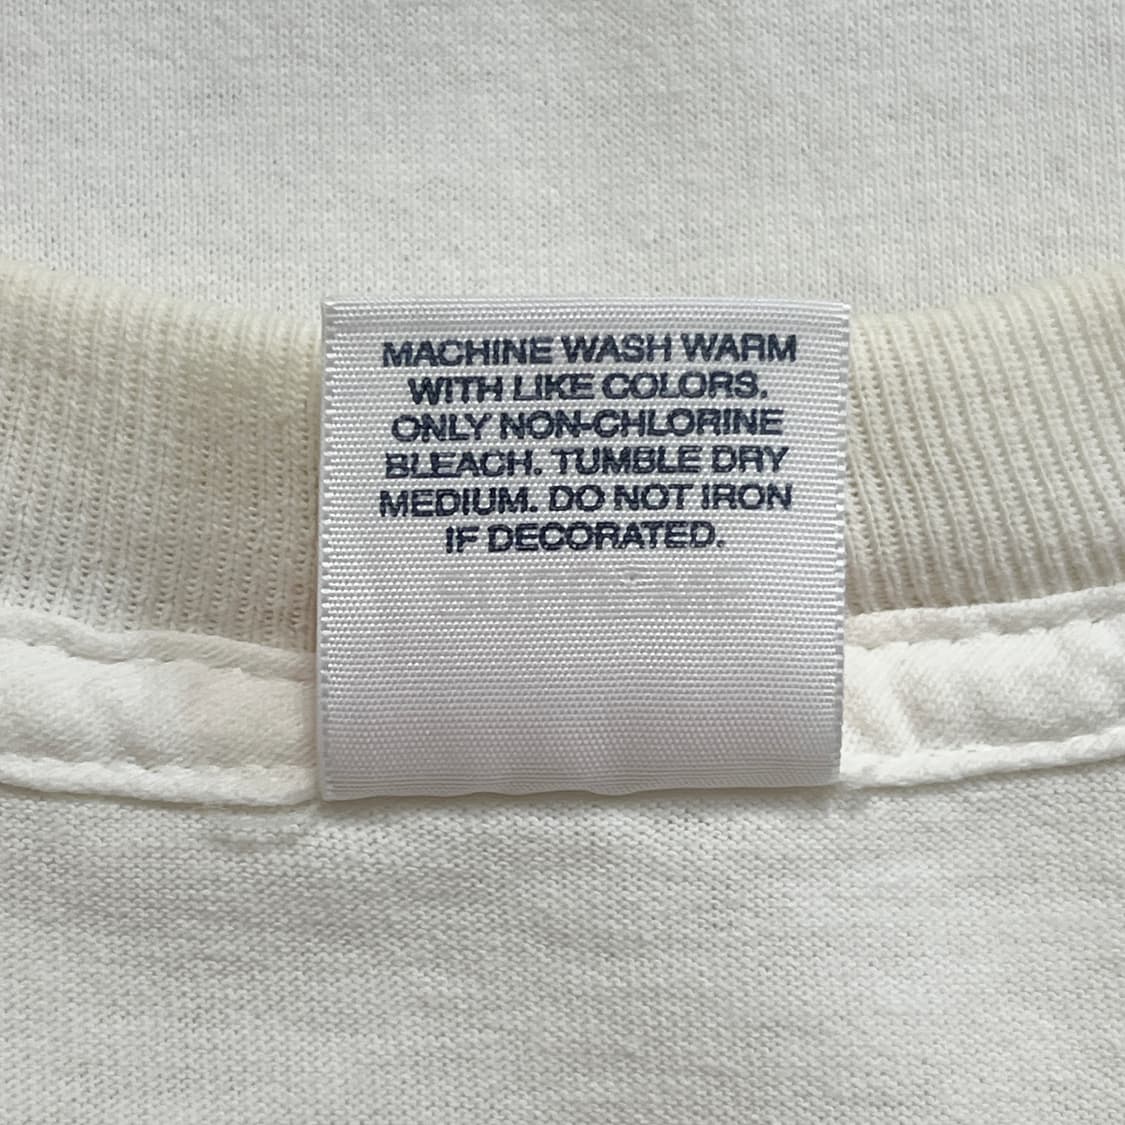 MACHINE WASH WARM
WITH LIKE COLORS.
ONLY NON-CHLORINE
BLEACH. TUMBLE DRY
MEDIUM. DO NOT IRON
IF DECORATED.